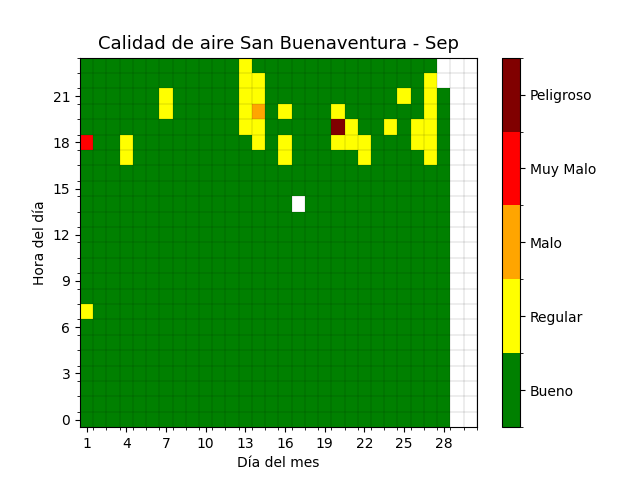 Calidad de aire San Buenaventura - Sep
Hora del día
21
18
15
12
9
6
3
0
1 4 7 10 13 16 19 22 25 28
Día del mes
Peligroso
Muy Malo
Malo
Regular
Bueno